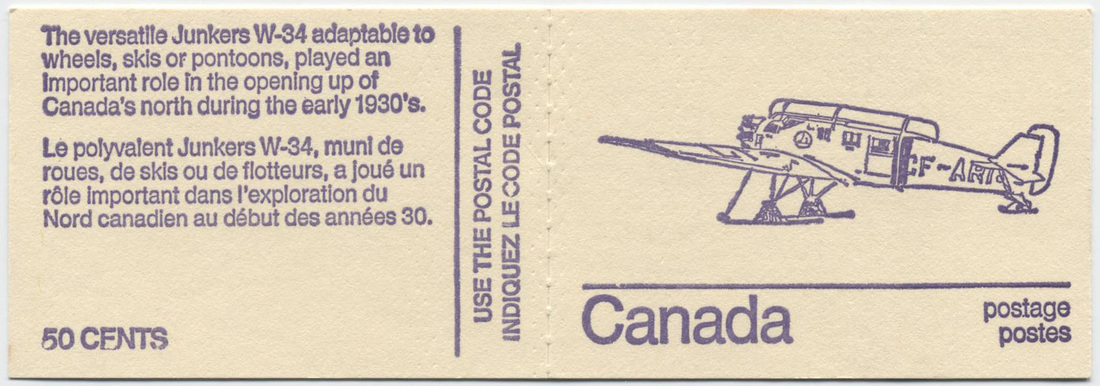 The versatile Junkers W-34 adaptable to
wheels, skis or pontoons, played an
important role in the opening up of
Canada's north during the early 1930's.
Le polyvalent Junkers W-34, muni de
roues, de skis ou de flotteurs, a joué un
rôle important dans l'exploration du
Nord canadien au début des années 30.
50 CENTS
USE THE POSTAL CODE
INDIQUEZ LE CODE POSTAL
CF-ARI
Canada
postage
postes